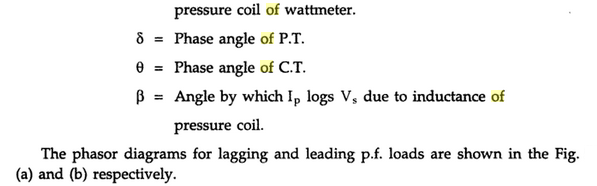 pressure coil of wattmeter.
δ = Phase angle of P.T.
θ = Phase angle of C.T.
β = Angle by which Ip logs Vs due to inductance of
pressure coil.
The phasor diagrams for lagging and leading p.f. loads are shown in the Fig.
(a) and (b) respectively.